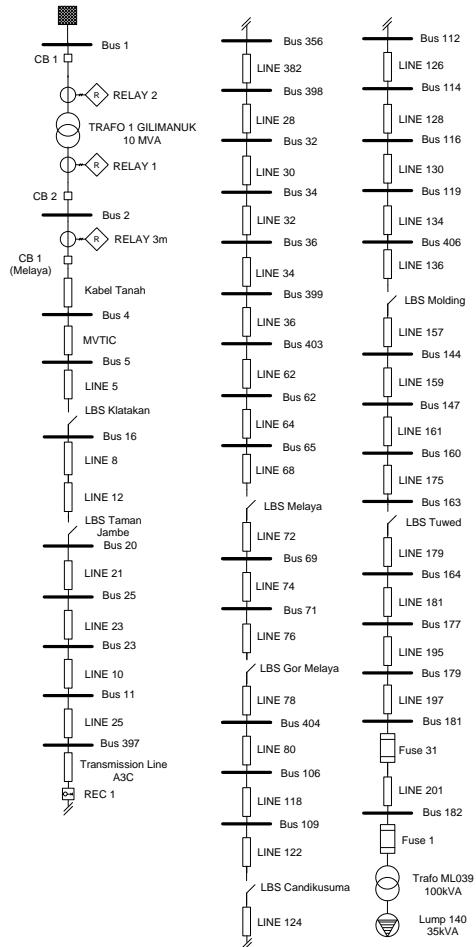 Bus 1
CB 1
R
RELAY 2
TRAFO 1 GILIMANUK
10 MVA
R
RELAY 1
CB 2
Bus 2
R
RELAY 3m
CB 1
(Melaya)
Kabel Tanah
Bus 4
MVTIC
Bus 5
LINE 5
LBS Klatakan
Bus 16
LINE 8
LINE 12
LBS Taman
Jambe
Bus 20
LINE 21
Bus 25
LINE 23
Bus 23
LINE 10
Bus 11
LINE 25
Bus 397
Transmission Line
A3C
REC 1
Bus 356
LINE 382
Bus 398
LINE 28
Bus 32
LINE 30
Bus 34
LINE 32
Bus 36
LINE 34
Bus 399
LINE 36
Bus 403
LINE 62
Bus 62
LINE 64
Bus 65
LINE 68
LBS Melaya
LINE 72
Bus 69
LINE 74
Bus 71
LINE 76
LBS Gor Melaya
LINE 78
Bus 404
LINE 80
Bus 106
LINE 118
Bus 109
LINE 122
LBS Candikusuma
LINE 124
Bus 112
LINE 126
Bus 114
LINE 128
Bus 116
LINE 130
Bus 119
LINE 134
Bus 406
LINE 136
LBS Molding
LINE 157
Bus 144
LINE 159
Bus 147
LINE 161
Bus 160
LINE 175
Bus 163
LBS Tuwed
LINE 179
Bus 164
LINE 181
Bus 177
LINE 195
Bus 179
LINE 197
Bus 181
Fuse 31
LINE 201
Bus 182
Fuse 1
Trafo ML039
100kVA
Lump 140
35kVA